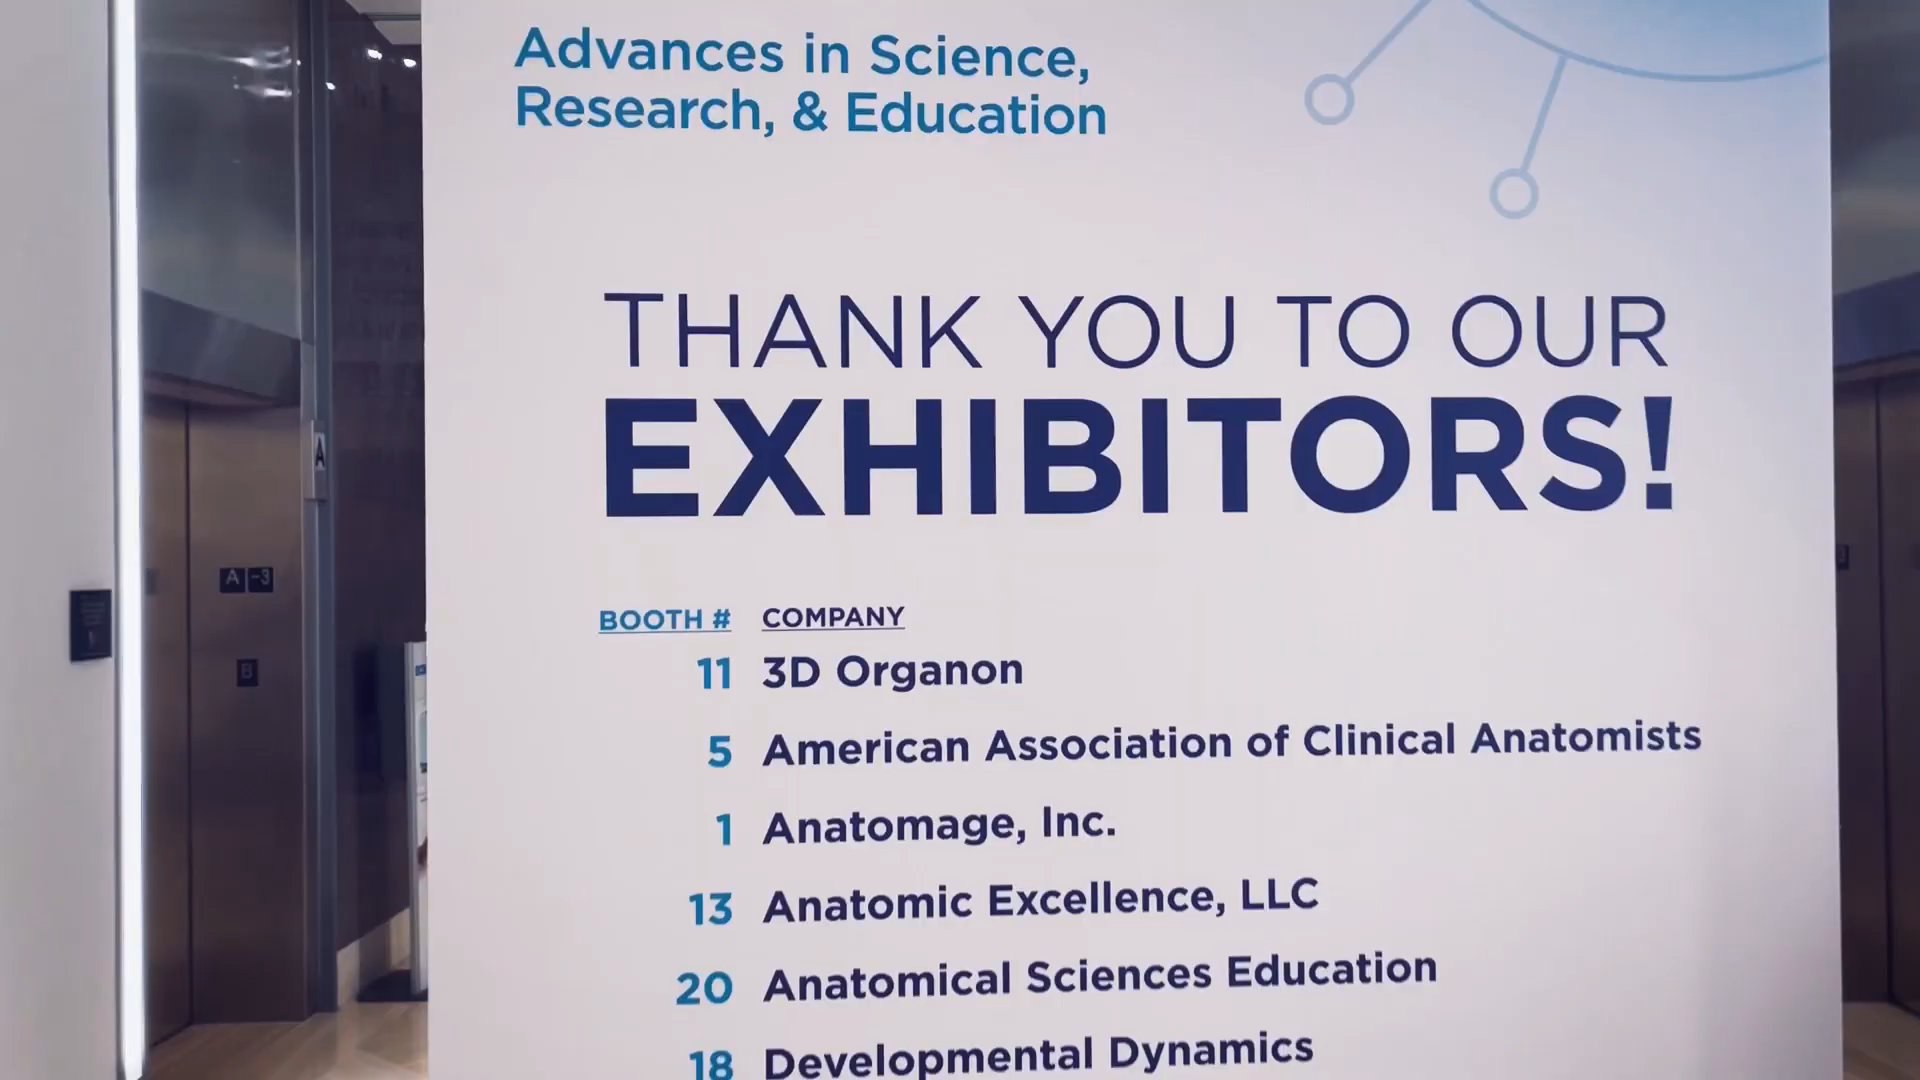 Advances in Science,
Research, & Education
THANK YOU TO OUR
EXHIBITORS!
BOOTH # COMPANY
11 3D Organon
5 American Association of Clinical Anatomists
1 Anatomage, Inc.
13 Anatomic Excellence, LLC
20 Anatomical Sciences Education
18 Developmental Dynamics
A
A -3
B